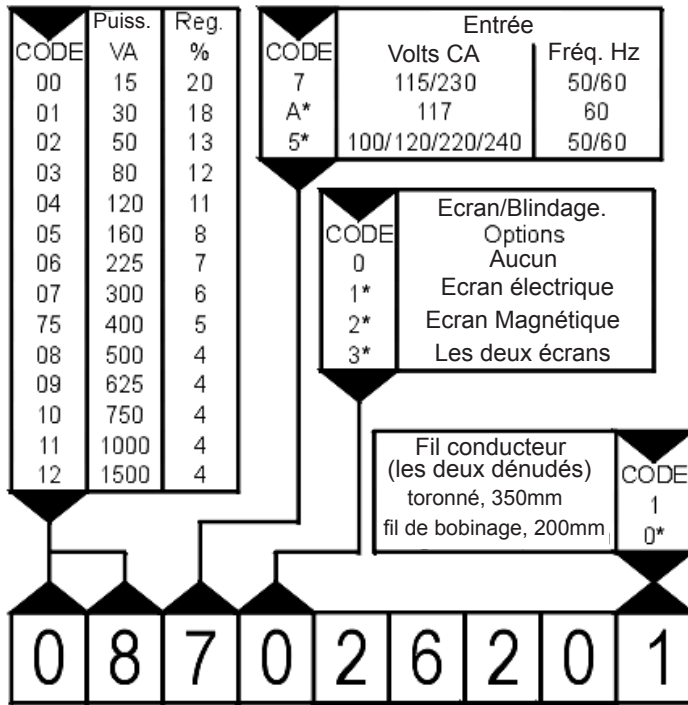 Puiss. Reg.
CODE VA %
00 15 20
01 30 18
02 50 13
03 80 12
04 120 11
05 160 8
06 225 7
07 300 6
75 400 5
08 500 4
09 625 4
10 750 4
11 1000 4
12 1500 4
Entrée
CODE Volts CA Fréq. Hz
7 115/230 50/60
A* 117 60
5* 100/120/220/240 50/60
Ecran/Blindage.
CODE Options
0 Aucun
1* Ecran électrique
2* Ecran Magnétique
3* Les deux écrans
Fil conducteur
(les deux dénudés) CODE
toronné, 350mm 1
fil de bobinage, 200mm 0*
0 8 7 0 2 6 2 0 1